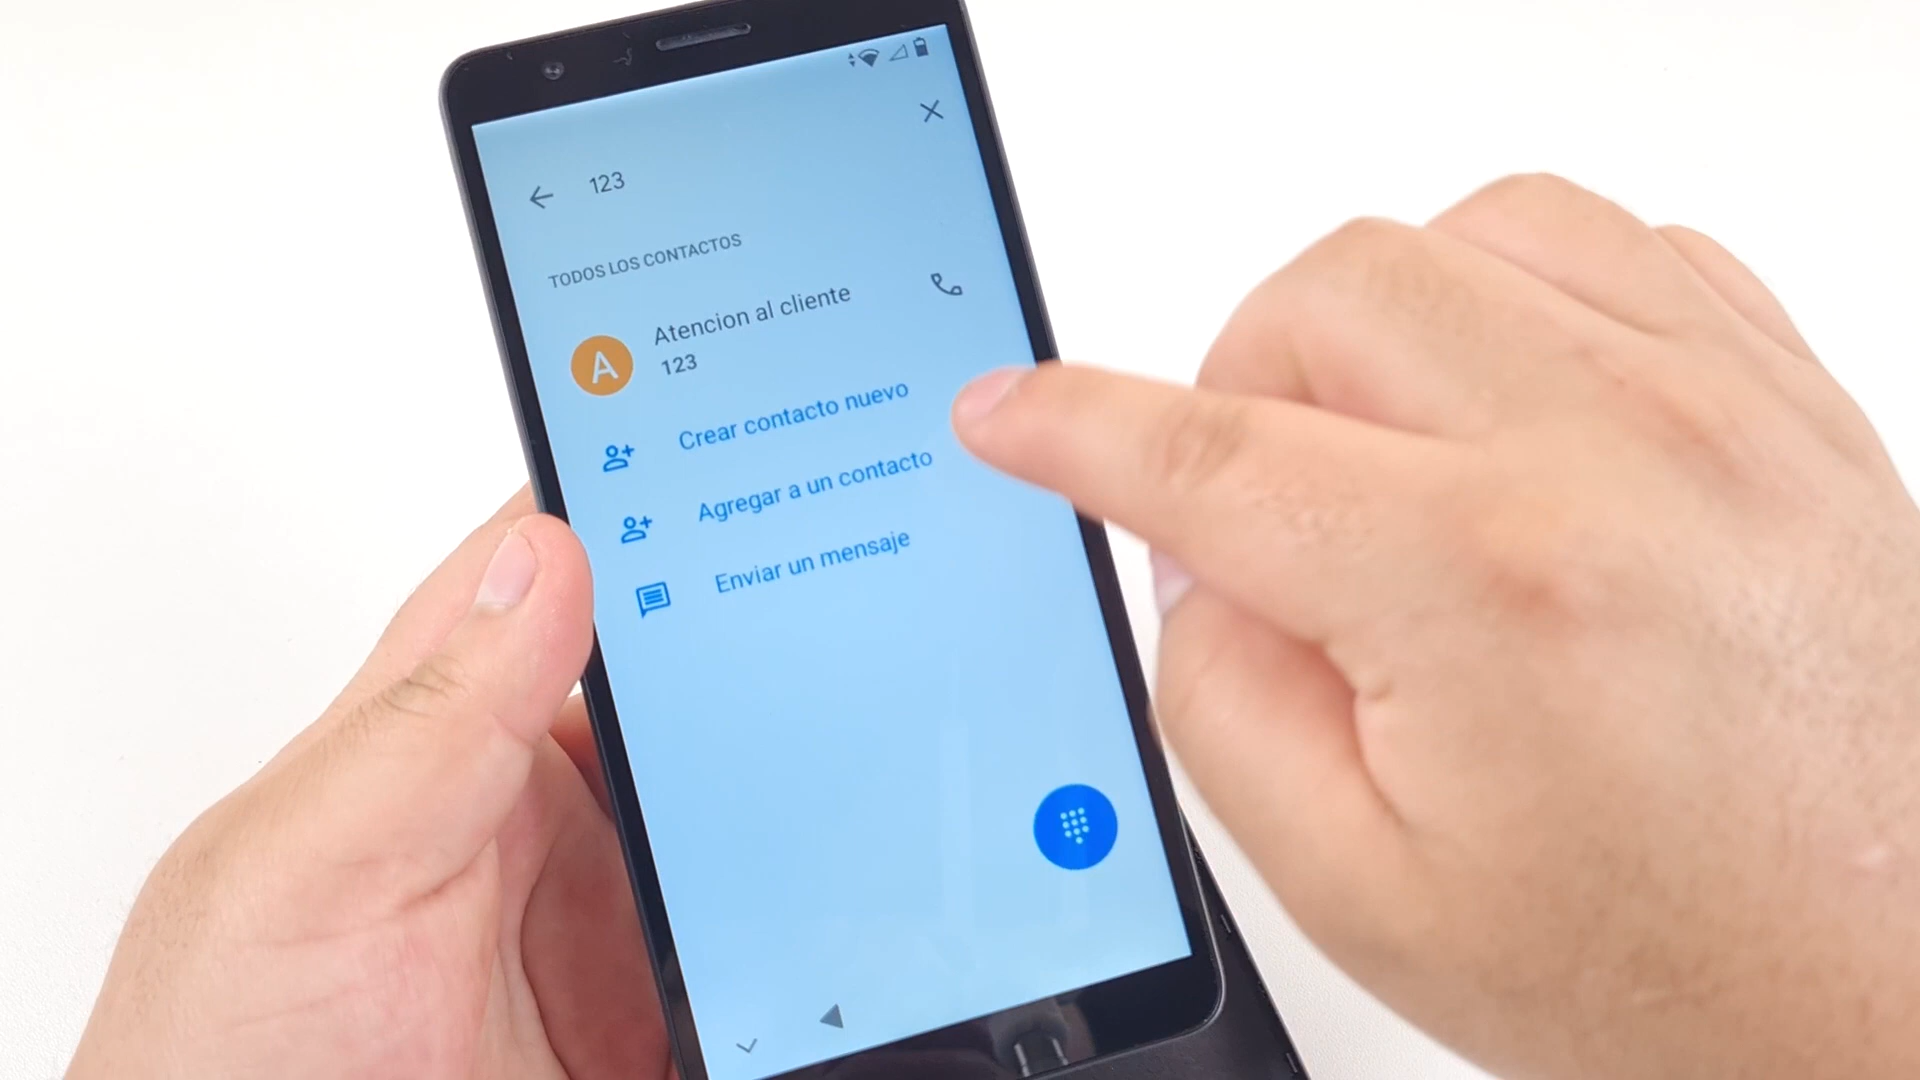 123
TODOS LOS CONTACTOS
A
Atencion al cliente
123
Crear contacto nuevo
Agregar a un contacto
Enviar un mensaje